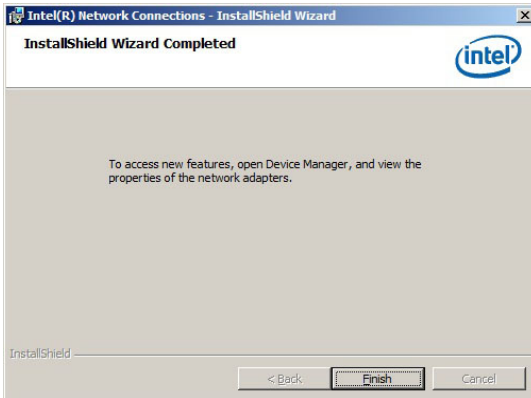 Intel(R) Network Connections - InstallShield Wizard
InstallShield Wizard Completed
intel
To access new features, open Device Manager, and view the
properties of the network adapters.
InstallShield
< Back
Finish
Cancel